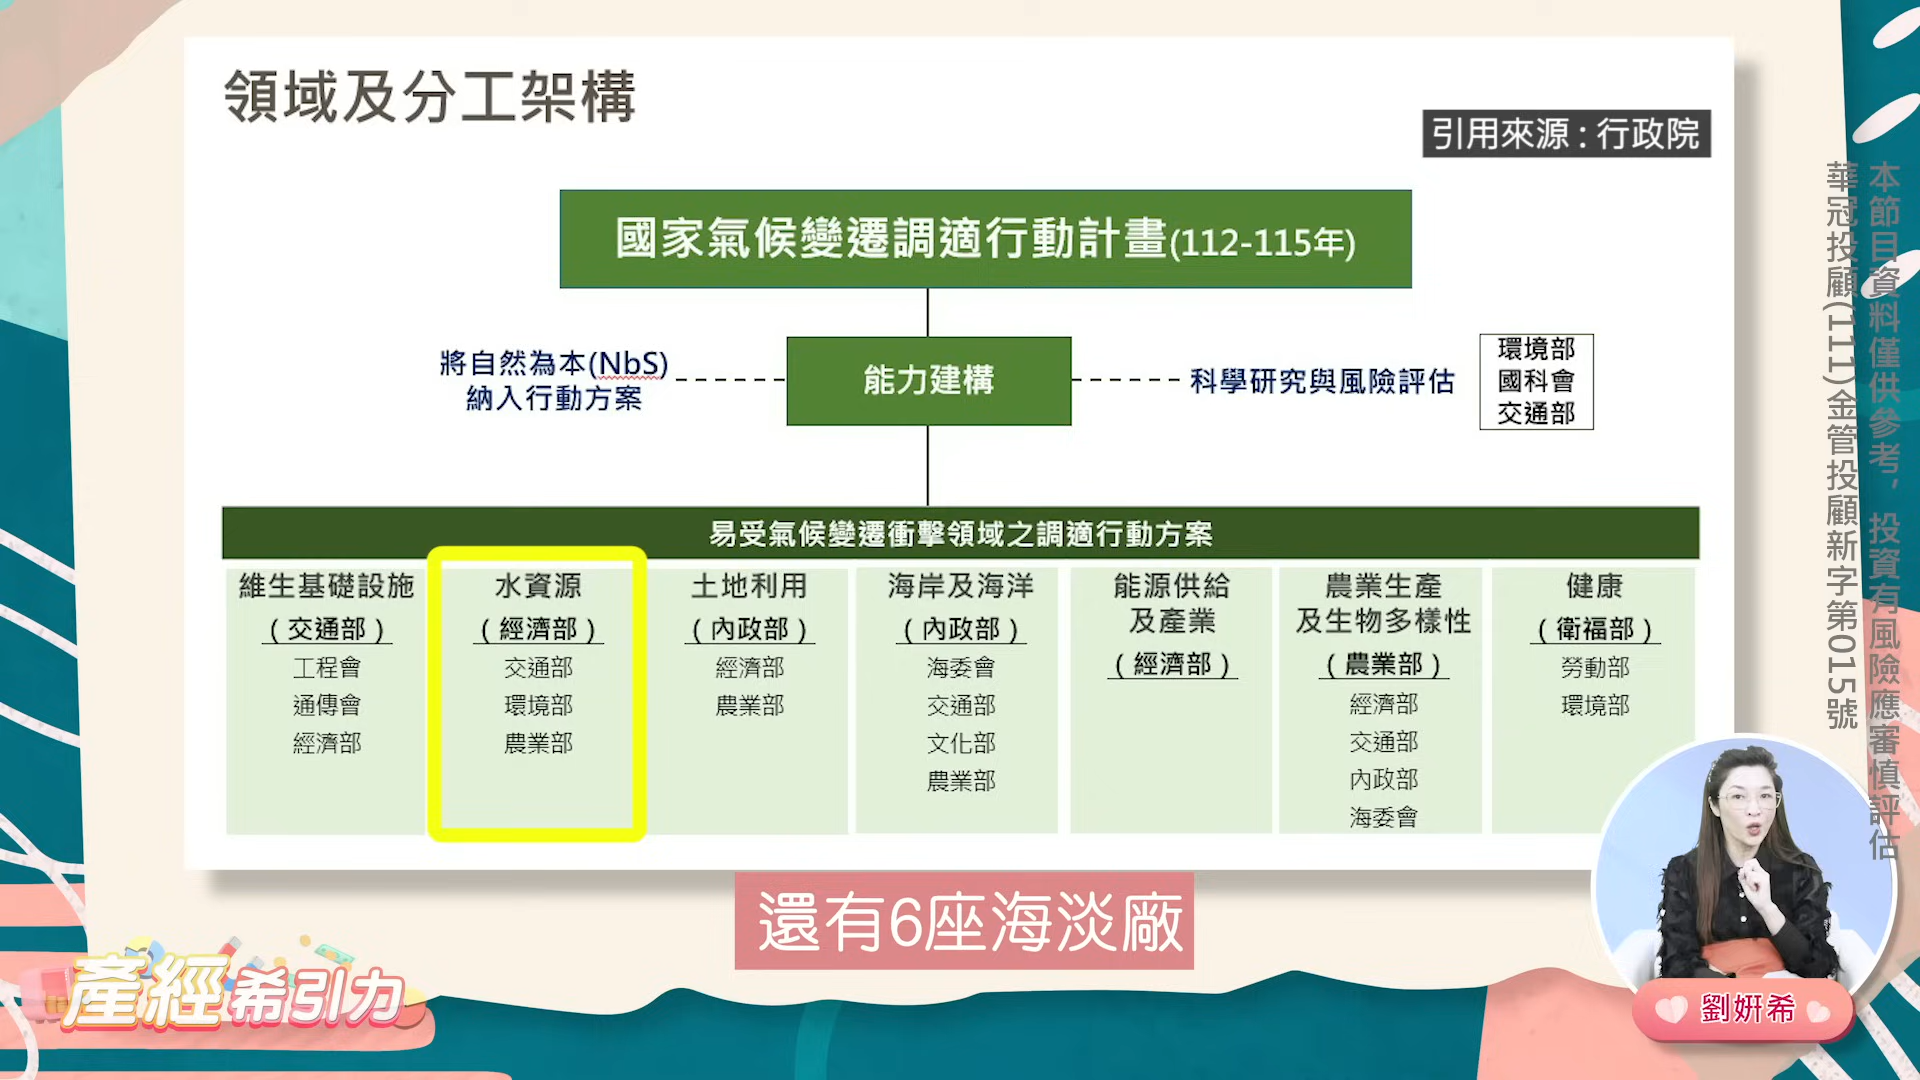 領域及分工架構
引用來源:行政院
國家氣候變遷調適行動計畫(112-115年)
將自然為本(NbS)
納入行動方案
能力建構
科學研究與風險評估
環境部
國科會
交通部
易受氣候變遷衝擊領域之調適行動方案
維生基礎設施
(交通部)
工程會
通傳會
經濟部
水資源
(經濟部)
交通部
環境部
農業部
土地利用
(內政部)
經濟部
農業部
海岸及海洋
(內政部)
海委會
交通部
文化部
農業部
能源供給
及產業
(經濟部)
農業生產
及生物多樣性
(農業部)
經濟部
交通部
內政部
海委會
健康
(衛福部)
勞動部
環境部
本節目資料僅供參考,投資有風險應審慎評估
華冠投顧(111)金管投顧新字第015號
還有6座海淡廠
產經希引力
劉妍希